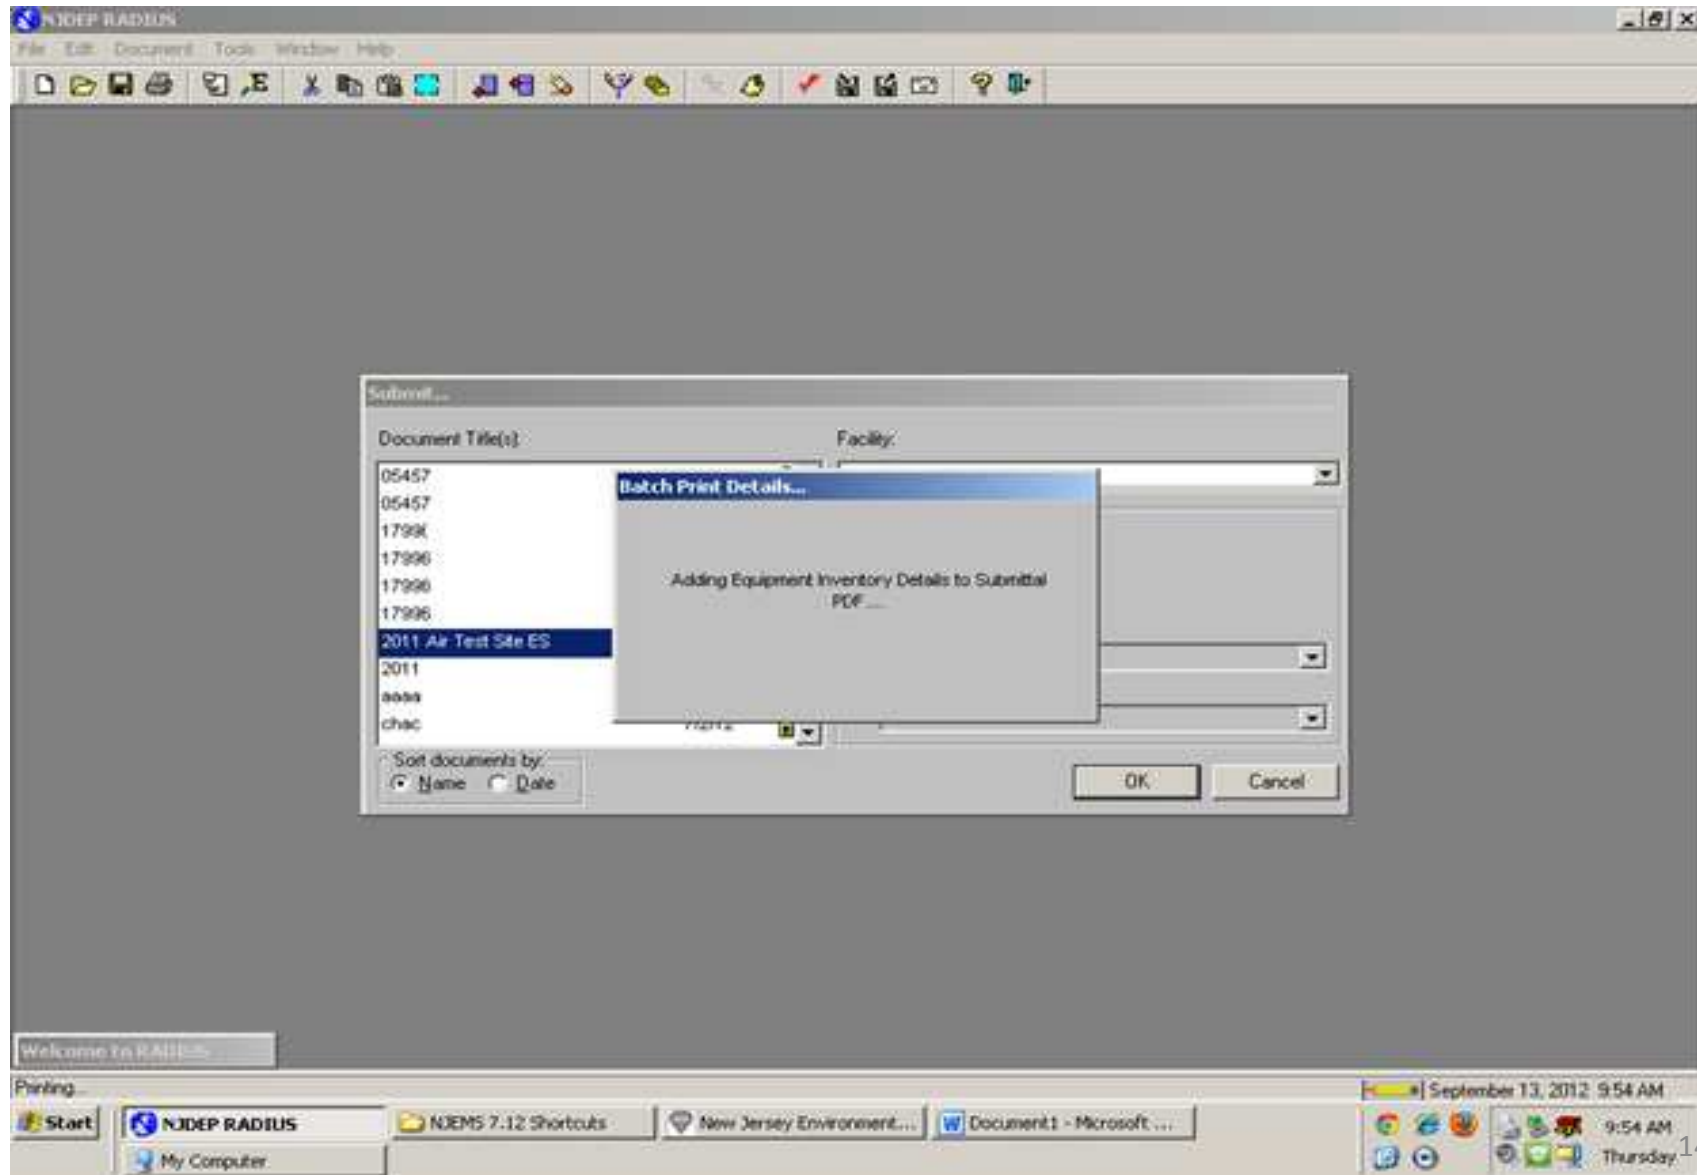 NJDEP RADIUS
File Edit Document Tools Window Help
Submit...
Document Title(s):
Facility:
05457
05457
1799
17996
17996
17996
2011 Air Test Site ES
2011
aaaa
chac
Batch Print Details...
Adding Equipment Inventory Details to Submittal
PDF ....
Sort documents by:
Name Date
OK Cancel
Welcome to RADIUS
Printing...
September 13, 2012 9:54 AM
Start NJDEP RADIUS NJEMS 7.12 Shortcuts New Jersey Environment... Document1 - Microsoft ... 9:54 AM
My Computer Thursday 1